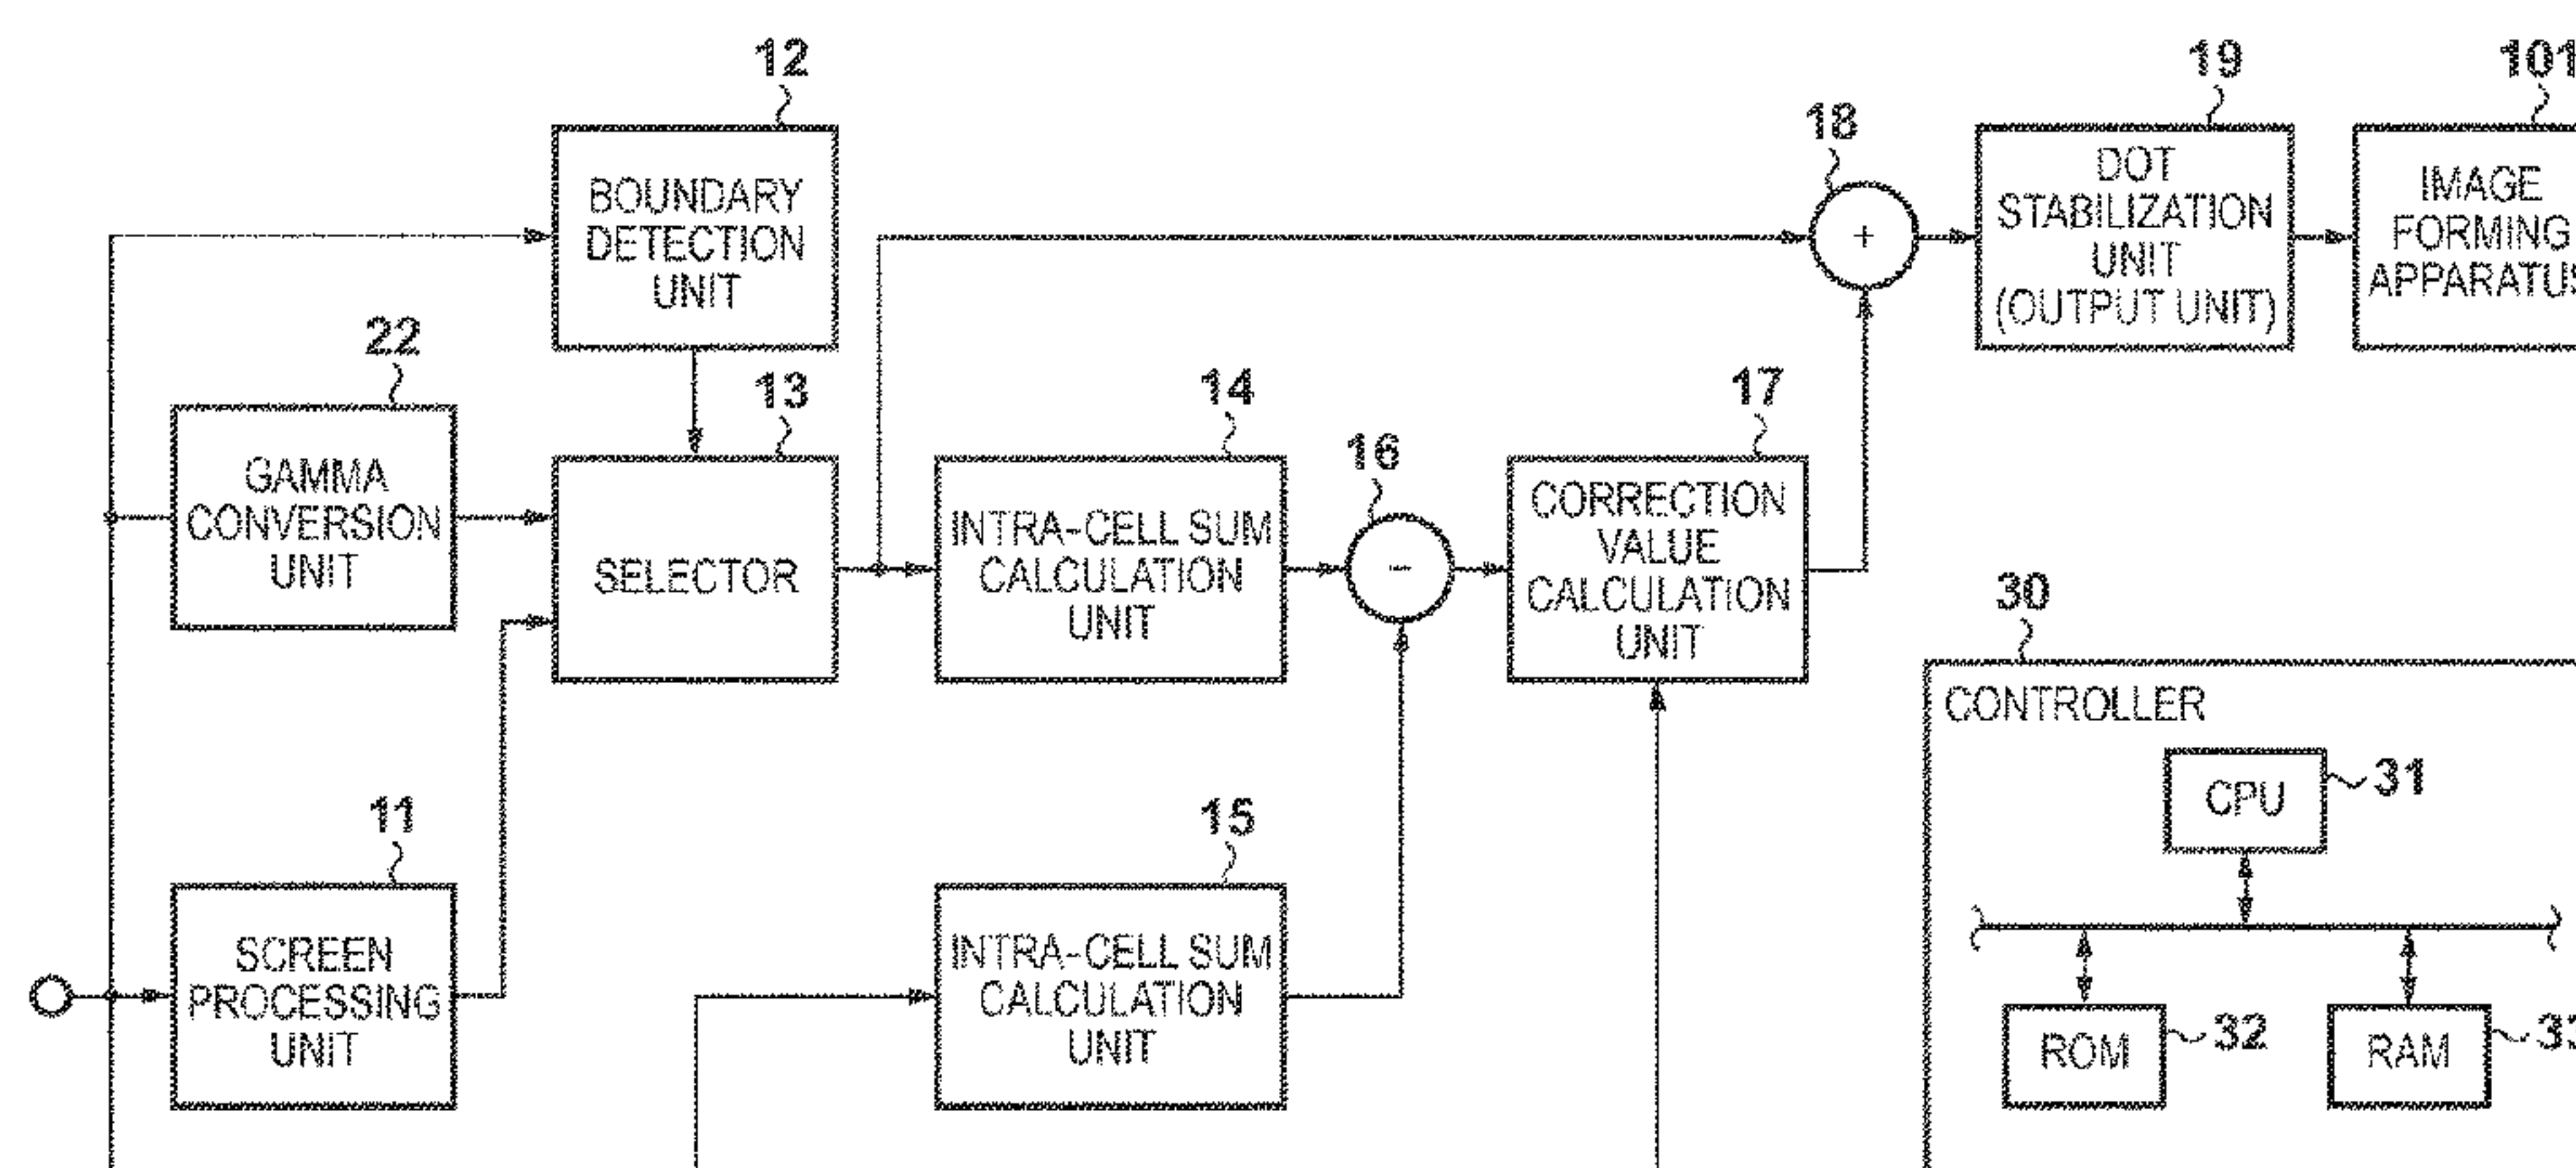 12
19
101
18
BOUNDARY
DETECTION
UNIT
+
DOT
STABILIZATION
UNIT
(OUTPUT UNIT)
IMAGE
FORMING
APPARATUS
22
13
14
16
17
GAMMA
CONVERSION
UNIT
SELECTOR
INTRA-CELL SUM
CALCULATION
UNIT
-
CORRECTION
VALUE
CALCULATION
UNIT
30
CONTROLLER
CPU
31
11
15
SCREEN
PROCESSING
UNIT
INTRA-CELL SUM
CALCULATION
UNIT
ROM
32
RAM
33